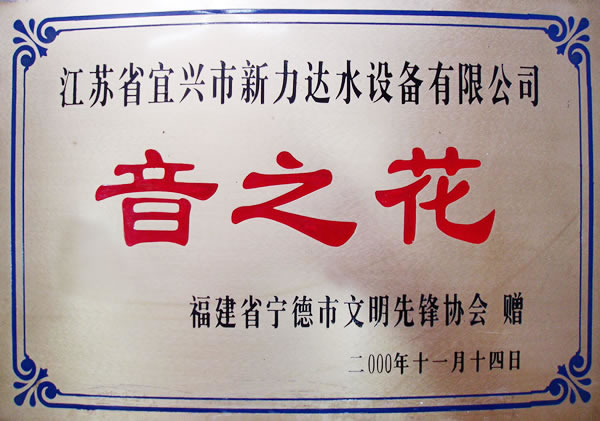 江苏省宜兴市新力达水设备有限公司
音之花
福建省宁德市文明先锋协会 赠
二000年十一月十四日